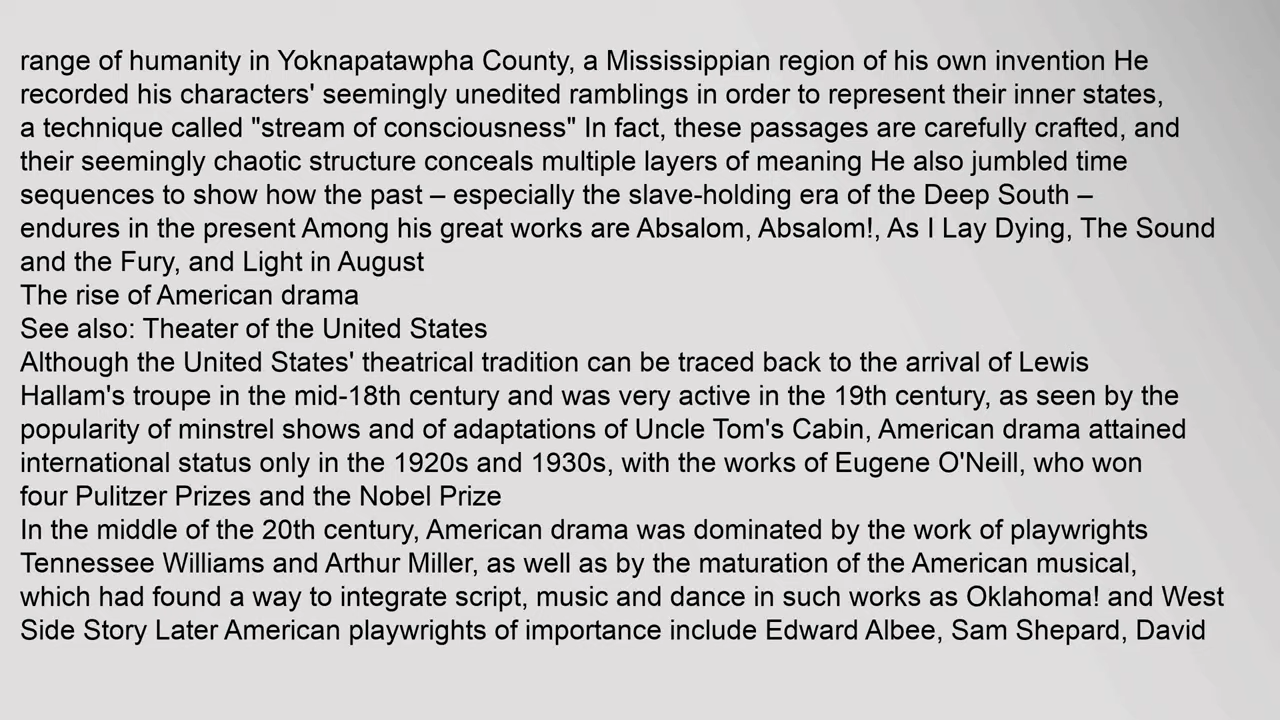 range of humanity in Yoknapatawpha County, a Mississippian region of his own invention He
recorded his characters' seemingly unedited ramblings in order to represent their inner states,
a technique called "stream of consciousness" In fact, these passages are carefully crafted, and
their seemingly chaotic structure conceals multiple layers of meaning He also jumbled time
sequences to show how the past – especially the slave-holding era of the Deep South –
endures in the present Among his great works are Absalom, Absalom!, As I Lay Dying, The Sound
and the Fury, and Light in August
The rise of American drama
See also: Theater of the United States
Although the United States' theatrical tradition can be traced back to the arrival of Lewis
Hallam's troupe in the mid-18th century and was very active in the 19th century, as seen by the
popularity of minstrel shows and of adaptations of Uncle Tom's Cabin, American drama attained
international status only in the 1920s and 1930s, with the works of Eugene O'Neill, who won
four Pulitzer Prizes and the Nobel Prize
In the middle of the 20th century, American drama was dominated by the work of playwrights
Tennessee Williams and Arthur Miller, as well as by the maturation of the American musical,
which had found a way to integrate script, music and dance in such works as Oklahoma! and West
Side Story Later American playwrights of importance include Edward Albee, Sam Shepard, David